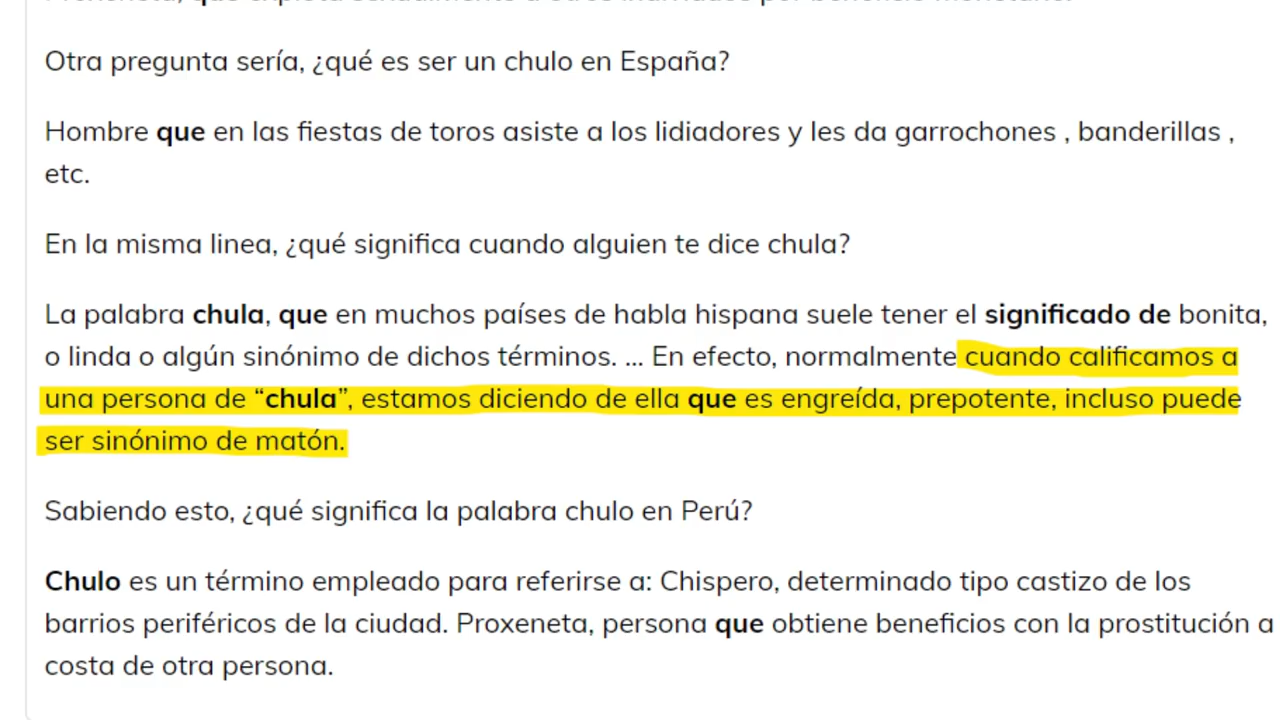 Otra pregunta sería, ¿qué es ser un chulo en España?
Hombre que en las fiestas de toros asiste a los lidiadores y les da garrochones , banderillas ,
etc.
En la misma linea, ¿qué significa cuando alguien te dice chula?
La palabra chula, que en muchos países de habla hispana suele tener el significado de bonita,
o linda o algún sinónimo de dichos términos. ... En efecto, normalmente cuando calificamos a
una persona de “chula”, estamos diciendo de ella que es engreída, prepotente, incluso puede
ser sinónimo de matón.
Sabiendo esto, ¿qué significa la palabra chulo en Perú?
Chulo es un término empleado para referirse a: Chispero, determinado tipo castizo de los
barrios periféricos de la ciudad. Proxeneta, persona que obtiene beneficios con la prostitución a
costa de otra persona.